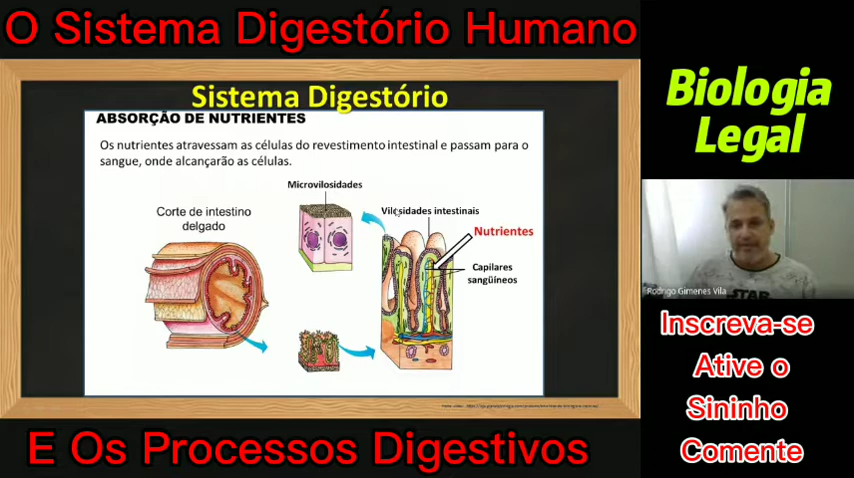 O Sistema Digestório Humano
Sistema Digestório
ABSORÇÃO DE NUTRIENTES
Os nutrientes atravessam as células do revestimento intestinal e passam para o
sangue, onde alcançarão as células.
Microvilosidades
Corte de intestino
delgado
Vilosidades intestinais
Nutrientes
Capilares
sangüíneos
E Os Processos Digestivos
Biologia
Legal
Rodrigo Gimenes Vila
STAR
Inscreva-se
Ative o
Sininho
Comente